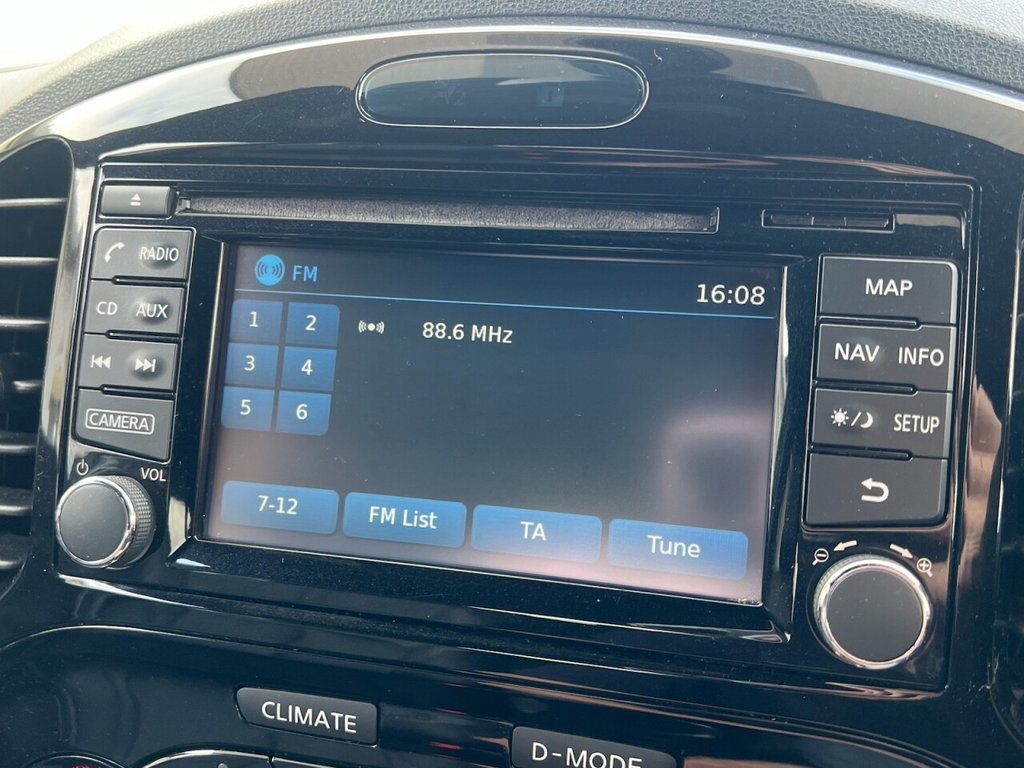 RADIO
CD AUX
CAMERA
VOL
FM
16:08
1 2
88.6 MHz
3 4
5 6
7-12
FM List
TA
Tune
MAP
NAV INFO
SETUP
CLIMATE
D-MODE